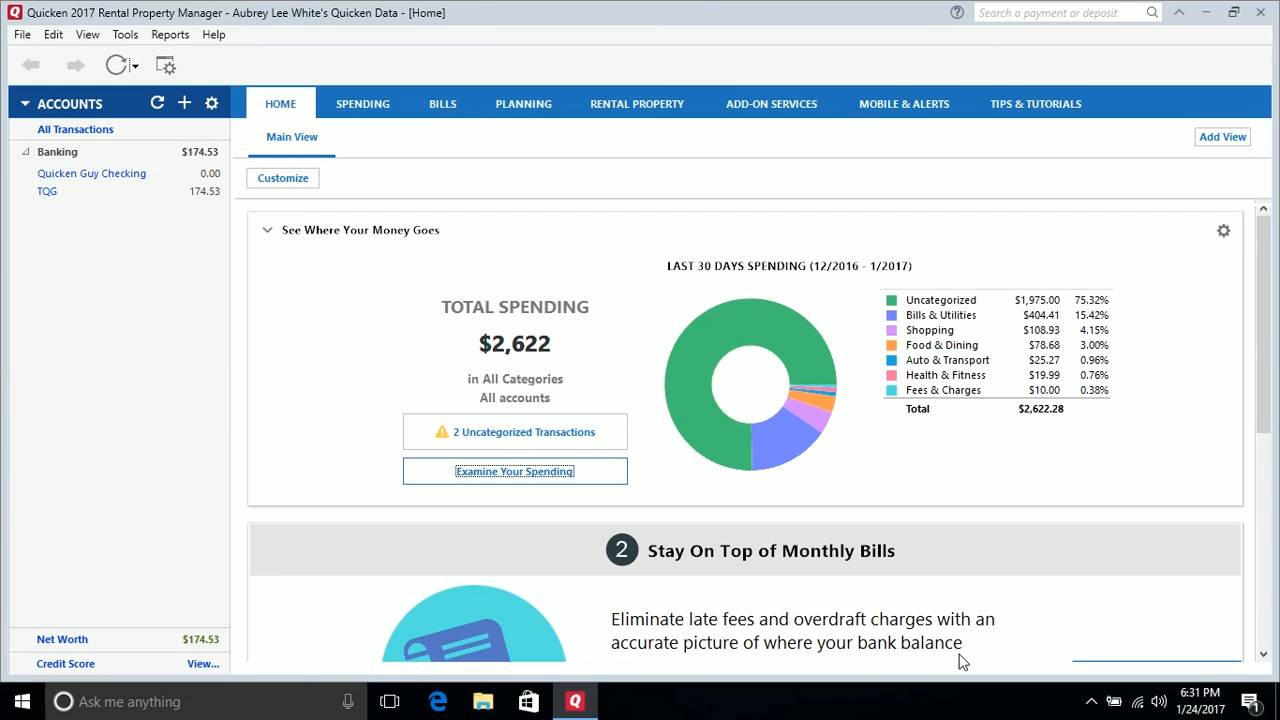 Quicken 2017 Rental Property Manager - Aubrey Lee White's Quicken Data - [Home]
Search a payment or deposit
File Edit View Tools Reports Help
ACCOUNTS
HOME SPENDING BILLS PLANNING RENTAL PROPERTY ADD-ON SERVICES MOBILE & ALERTS TIPS & TUTORIALS
All Transactions
Main View
Add View
Banking $174.53
Quicken Guy Checking 0.00
TQG 174.53
Customize
See Where Your Money Goes
LAST 30 DAYS SPENDING (12/2016 - 1/2017)
TOTAL SPENDING
$2,622
in All Categories
All accounts
2 Uncategorized Transactions
Examine Your Spending
Uncategorized $1,975.00 75.32%
Bills & Utilities $404.41 15.42%
Shopping $108.93 4.15%
Food & Dining $78.68 3.00%
Auto & Transport $25.27 0.96%
Health & Fitness $19.99 0.76%
Fees & Charges $10.00 0.38%
Total $2,622.28
2 Stay On Top of Monthly Bills
Eliminate late fees and overdraft charges with an
accurate picture of where your bank balance
Net Worth $174.53
Credit Score View...
Ask me anything
6:31 PM
1/24/2017
1